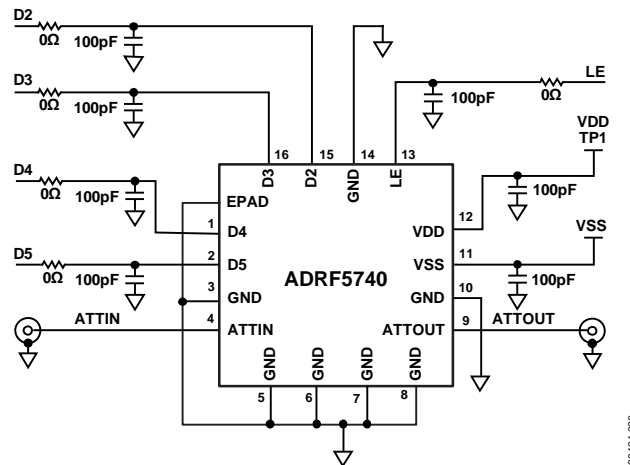 D2
0Ω
100pF
D3
0Ω
100pF
LE
100pF
0Ω
VDD
TP1
16
15
14
13
D3
D2
GND
LE
D4
0Ω
100pF
EPAD
1
D4
12
VDD
100pF
VSS
D5
0Ω
100pF
2
D5
11
VSS
100pF
ADRF5740
3
GND
10
GND
ATTIN
4
ATTIN
9
ATTOUT
ATTOUT
GND
GND
GND
GND
5
6
7
8